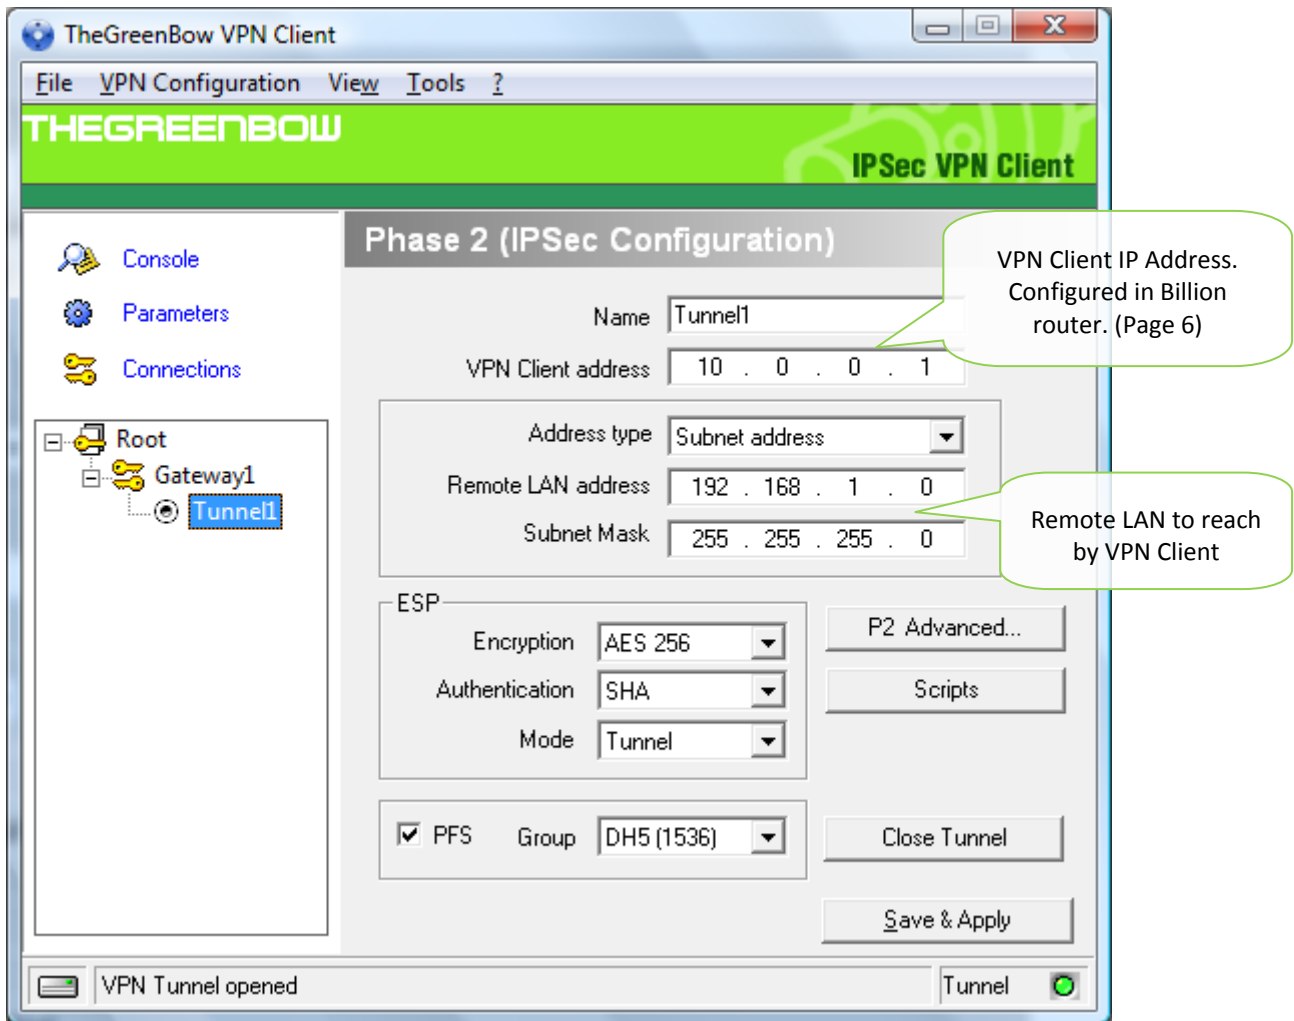 TheGreenBow VPN Client
File VPN Configuration View Tools ?
THEGREENBOW
IPSec VPN Client
Console
Parameters
Connections
Root
Gateway1
Tunnel1
Phase 2 (IPSec Configuration)
Name Tunnel1
VPN Client address 10 . 0 . 0 . 1
Address type Subnet address
Remote LAN address 192 . 168 . 1 . 0
Subnet Mask 255 . 255 . 255 . 0
ESP
Encryption AES 256
Authentication SHA
Mode Tunnel
PFS Group DH5 (1536)
P2 Advanced...
Scripts
Close Tunnel
Save & Apply
VPN Client IP Address.
Configured in Billion
router. (Page 6)
Remote LAN to reach
by VPN Client
VPN Tunnel opened
Tunnel